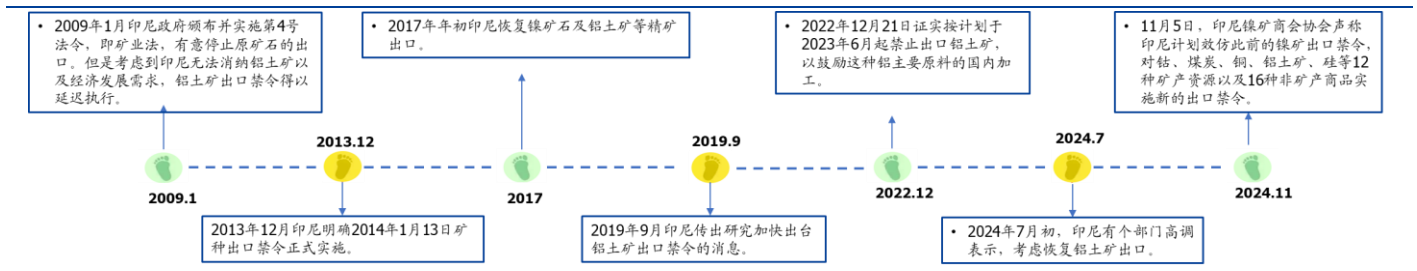 • 2009年1月印尼政府颁布并实施第4号
法令，即矿业法，有意停止原矿石的出
口。但是考虑到印尼无法消纳铝土矿以
及经济发展需求，铝土矿出口禁令得以
延迟执行。
• 2017年年初印尼恢复镍矿石及铝土矿等精矿
出口。
• 2022年12月21日证实按计划于
2023年6月起禁止出口铝土矿，
以鼓励这种铝主要原料的国内加
工。
• 11月5日，印尼镍矿商会协会声称
印尼计划效仿此前的镍矿出口禁令，
对钴、煤炭、铜、铝土矿、硅等12
种矿产资源以及16种非矿产商品实
施新的出口禁令。
2013.12
2019.9
2024.7
2009.1
2017
2022.12
2024.11
2013年12月印尼明确2014年1月13日矿
种出口禁令正式实施。
2019年9月印尼传出研究加快出台
铝土矿出口禁令的消息。
• 2024年7月初，印尼有个部门高调
表示，考虑恢复铝土矿出口。